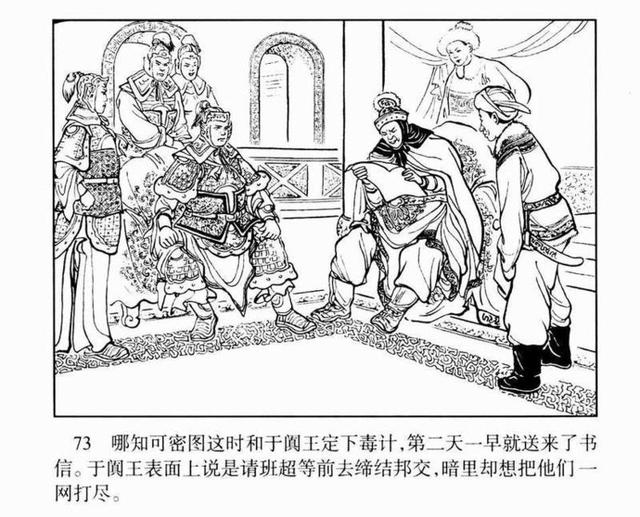 73 哪知可密图这时和于阗王定下毒计，第二天一早就送来了书
信。于阗王表面上说是请班超等前去缔结邦交，暗里却想把他们一
网打尽。